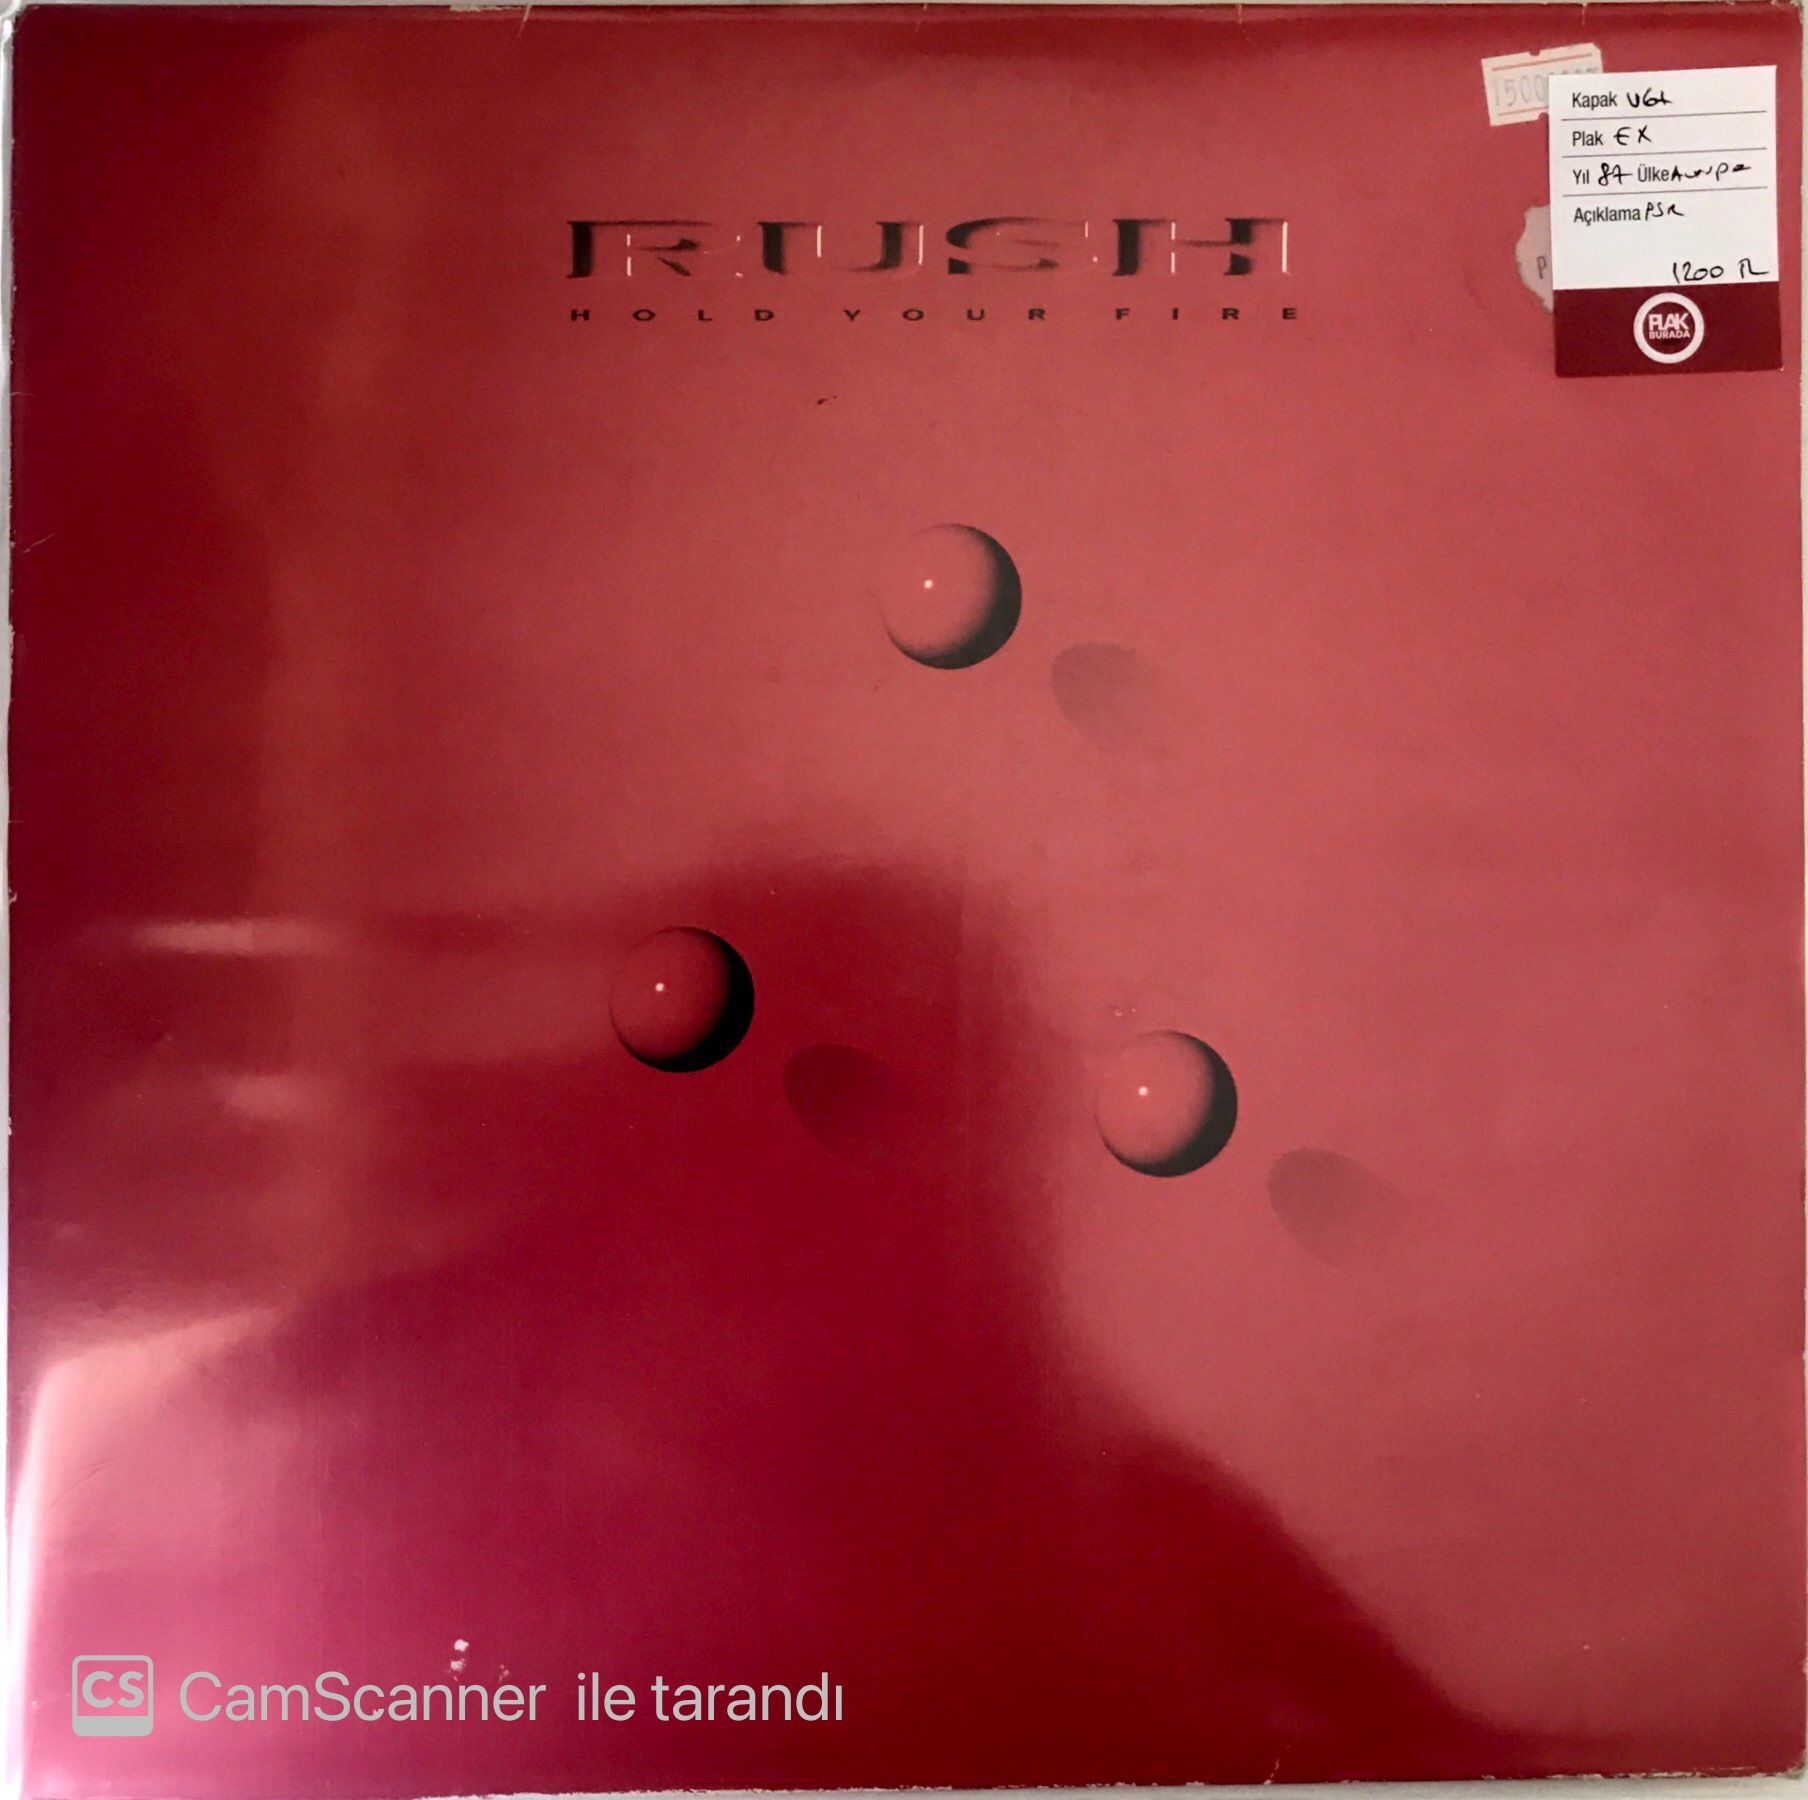 RUSH
HOLD YOUR FIRE
Kapak VG+
Plak EX
Yıl 87 Ülke Avrupa
Açıklama PSR
1200 TL
PLAK
BURADA
P
CS CamScanner ile tarandı